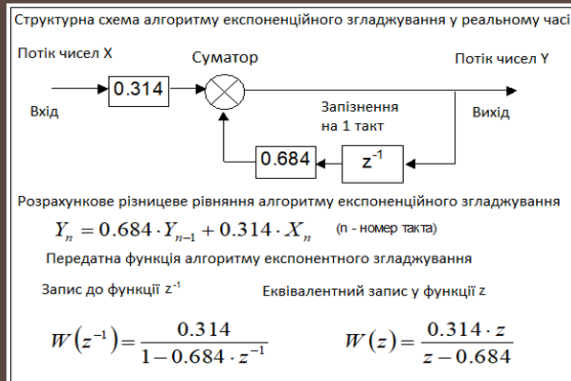 Структурна схема алгоритму експоненційного згладжування у реальному часі
Потік чисел X
Суматор
Потік чисел Y
0.314
Вхід
Запізнення
на 1 такт
Вихід
0.684
z⁻¹
Розрахункове різницеве рівняння алгоритму експоненційного згладжування
Yₙ = 0.684 · Yₙ₋₁ + 0.314 · Xₙ (n - номер такта)
Передатна функція алгоритму експонентного згладжування
Запис до функції z⁻¹
Еквівалентний запис у функції z
W(z⁻¹) = 0.314 / (1 − 0.684 · z⁻¹)
W(z) = 0.314 · z / (z − 0.684)